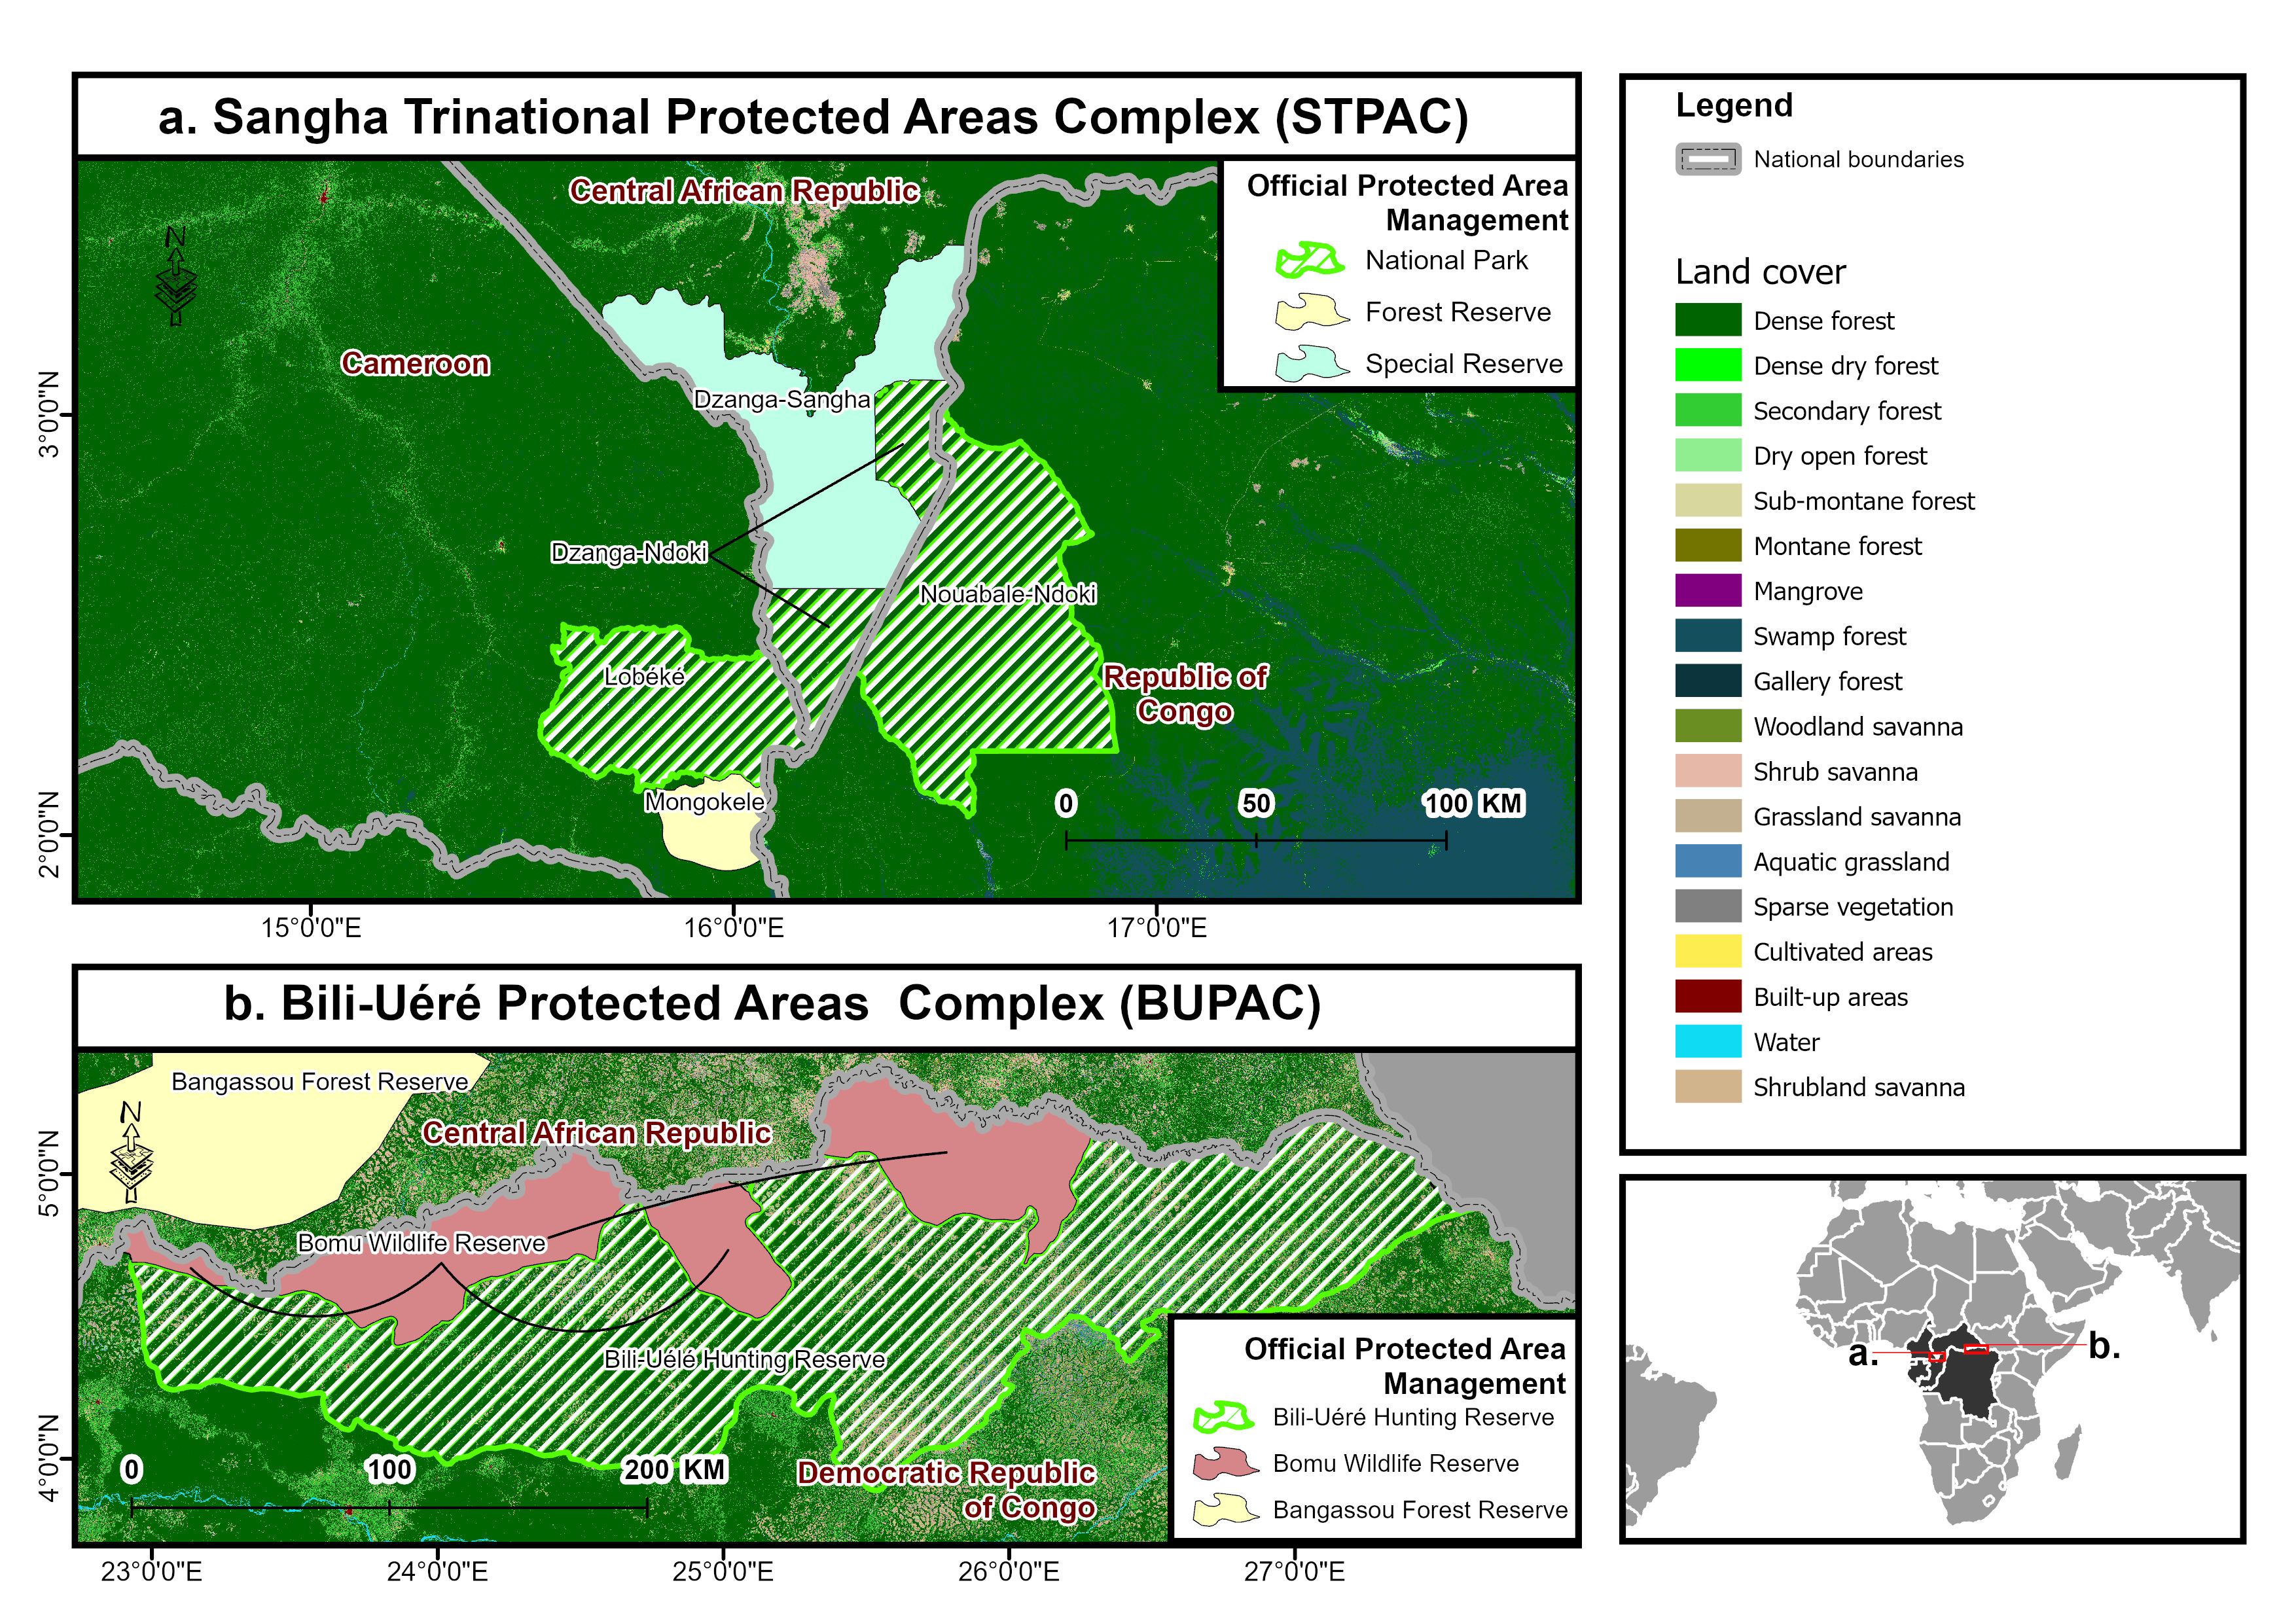 a. Sangha Trinational Protected Areas Complex (STPAC)
Central African Republic
Cameroon
Dzanga-Sangha
Dzanga-Ndoki
Nouabale-Ndoki
Lobéké
Republic of
Congo
Mongokele
N
0 50 100 KM
Official Protected Area
Management
National Park
Forest Reserve
Special Reserve
3°0'0"N
2°0'0"N
15°0'0"E 16°0'0"E 17°0'0"E
b. Bili-Uéré Protected Areas Complex (BUPAC)
Bangassou Forest Reserve
N
Central African Republic
Bomu Wildlife Reserve
Bili-Uélé Hunting Reserve
0 100 200 KM
Democratic Republic
of Congo
Official Protected Area
Management
Bili-Uéré Hunting Reserve
Bomu Wildlife Reserve
Bangassou Forest Reserve
5°0'0"N
4°0'0"N
23°0'0"E 24°0'0"E 25°0'0"E 26°0'0"E 27°0'0"E
Legend
National boundaries
Land cover
Dense forest
Dense dry forest
Secondary forest
Dry open forest
Sub-montane forest
Montane forest
Mangrove
Swamp forest
Gallery forest
Woodland savanna
Shrub savanna
Grassland savanna
Aquatic grassland
Sparse vegetation
Cultivated areas
Built-up areas
Water
Shrubland savanna
a. b.